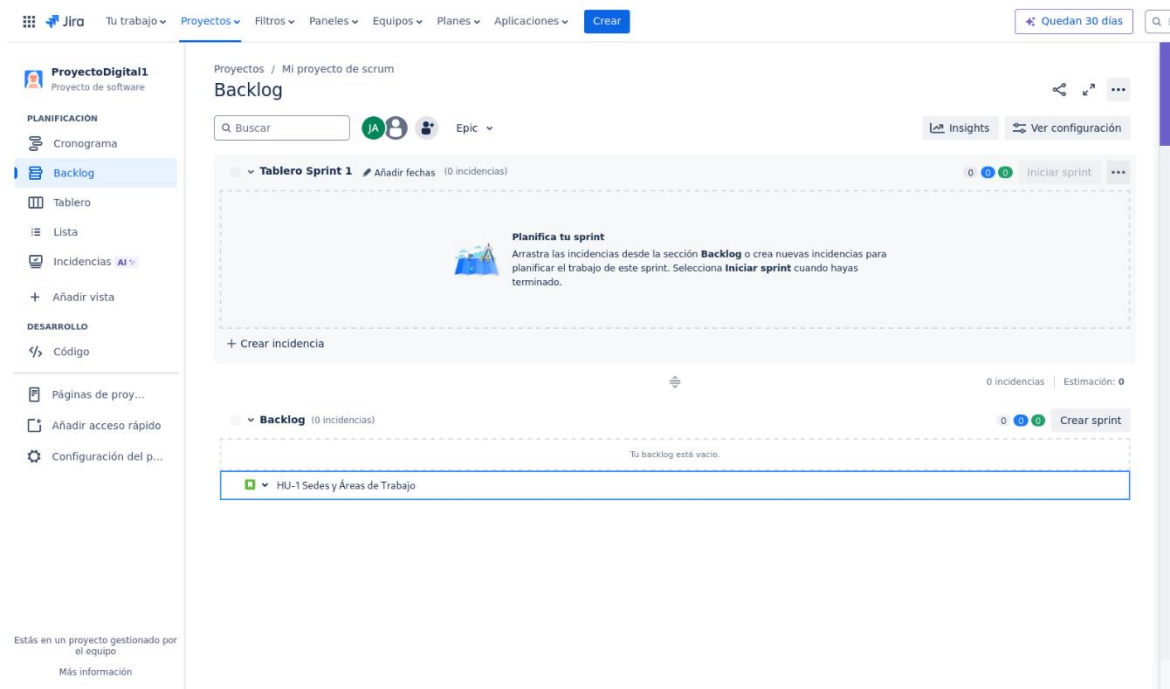 Jira Tu trabajo Proyectos Filtros Paneles Equipos Planes Aplicaciones Crear Quedan 30 días
ProyectoDigital1
Proyecto de software
PLANIFICACIÓN
Cronograma
Backlog
Tablero
Lista
Incidencias AI
Añadir vista
DESARROLLO
Código
Páginas de proy...
Añadir acceso rápido
Configuración del p...
Estás en un proyecto gestionado por
el equipo
Más información
Proyectos / Mi proyecto de scrum
Backlog
Buscar JA Epic Insights Ver configuración
Tablero Sprint 1 Añadir fechas (0 incidencias) 0 0 0 Iniciar sprint
Planifica tu sprint
Arrastra las incidencias desde la sección Backlog o crea nuevas incidencias para
planificar el trabajo de este sprint. Selecciona Iniciar sprint cuando hayas
terminado.
+ Crear incidencia
0 incidencias Estimación: 0
Backlog (0 incidencias) 0 0 0 Crear sprint
Tu backlog está vacío.
HU-1 Sedes y Áreas de Trabajo